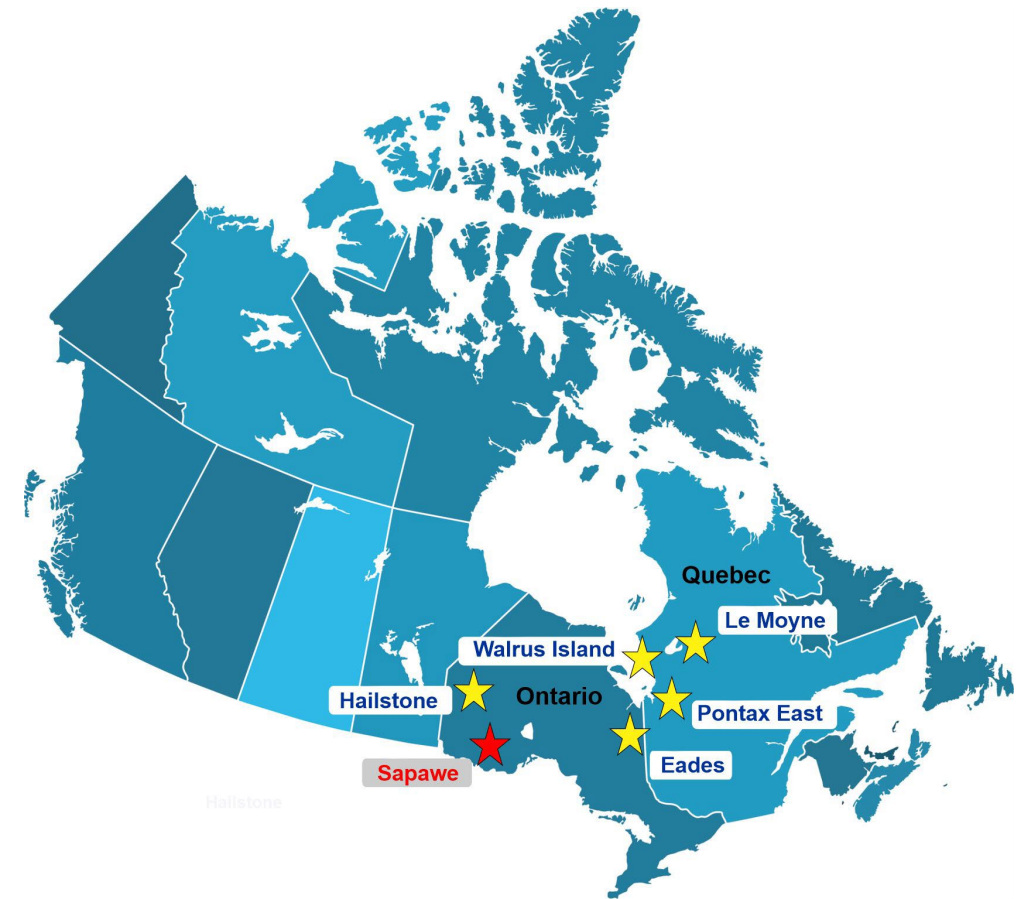 Quebec
Le Moyne
Walrus Island
Hailstone
Ontario
Pontax East
Eades
Sapawe
Hailstone